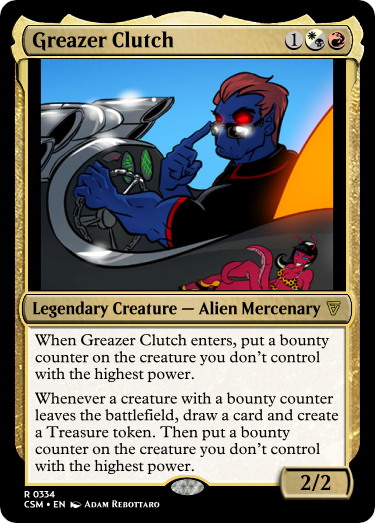 Greazer Clutch
1
Legendary Creature — Alien Mercenary
When Greazer Clutch enters, put a bounty
counter on the creature you don't control
with the highest power.
Whenever a creature with a bounty counter
leaves the battlefield, draw a card and create
a Treasure token. Then put a bounty
counter on the creature you don't control
with the highest power.
2/2
R 0334
CSM • EN Adam Rebottaro